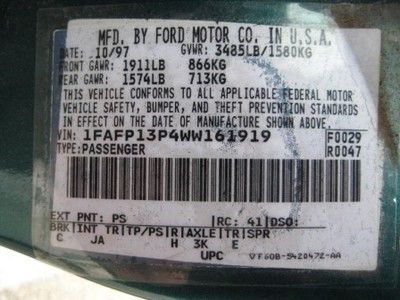 MFD. BY FORD MOTOR CO. IN U.S.A.
DATE: 10/97 GVWR: 3485LB/1580KG
FRONT GAWR: 1911LB 866KG
REAR GAWR: 1574LB 713KG
THIS VEHICLE CONFORMS TO ALL APPLICABLE FEDERAL MOTOR
VEHICLE SAFETY, BUMPER, AND THEFT PREVENTION STANDARDS
IN EFFECT ON THE DATE OF MANUFACTURE SHOWN ABOVE.
VIN: 1FAFP13P4WW161919 F0029
TYPE: PASSENGER R0047
EXT PNT: PS RC: 41 DSO:
BRK INT TR TP/PS R AXLE TR SPR
C JA H 3K E
UPC VF60B-5420472-AA